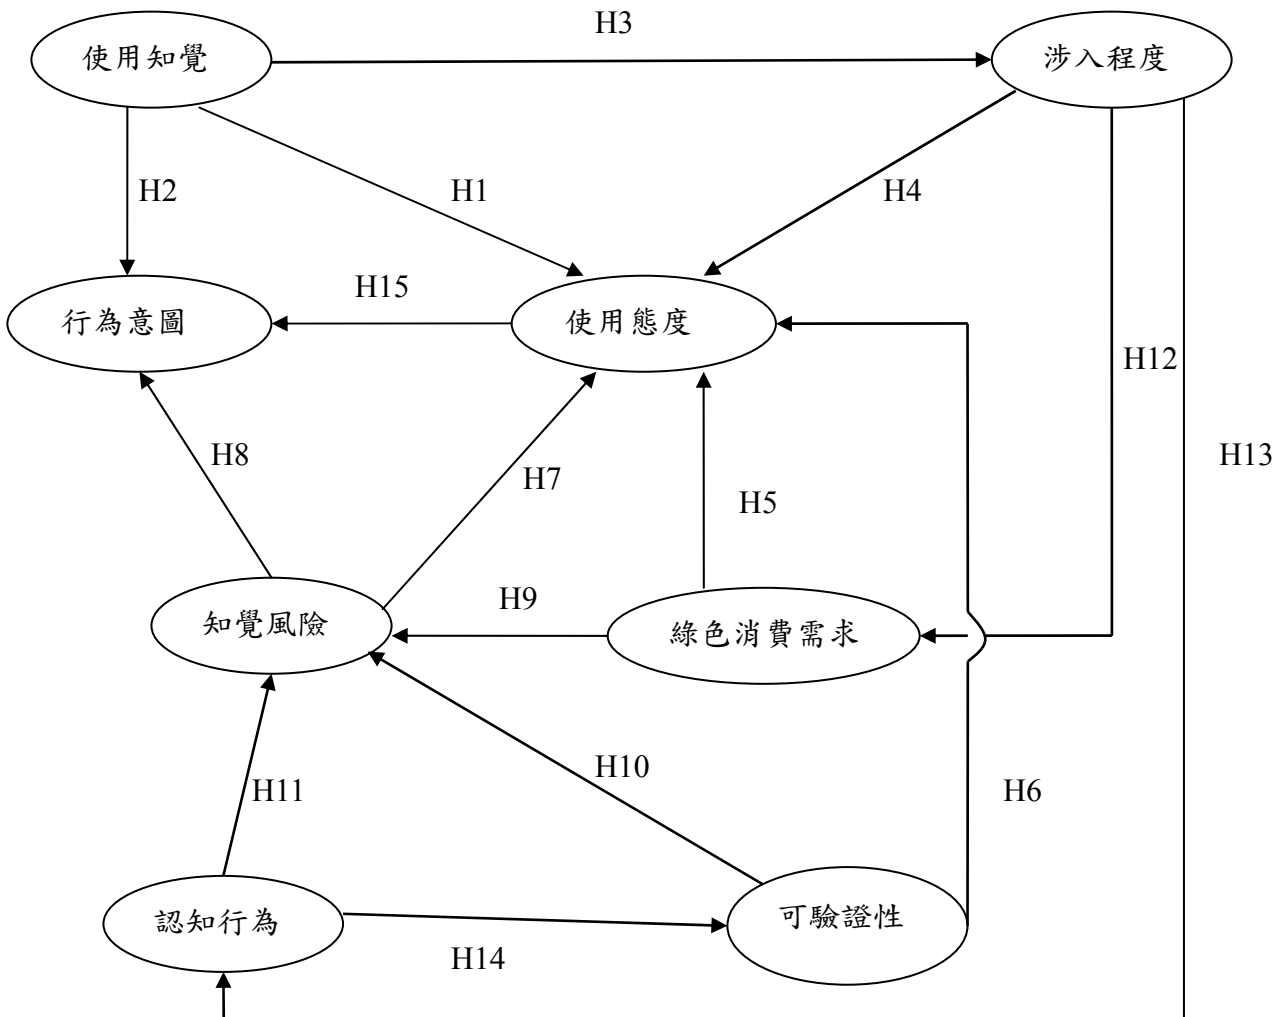 H3
使用知覺
涉入程度
H2
H1
H4
H15
行為意圖
使用態度
H12
H8
H7
H13
H5
H9
知覺風險
綠色消費需求
H10
H11
H6
認知行為
可驗證性
H14